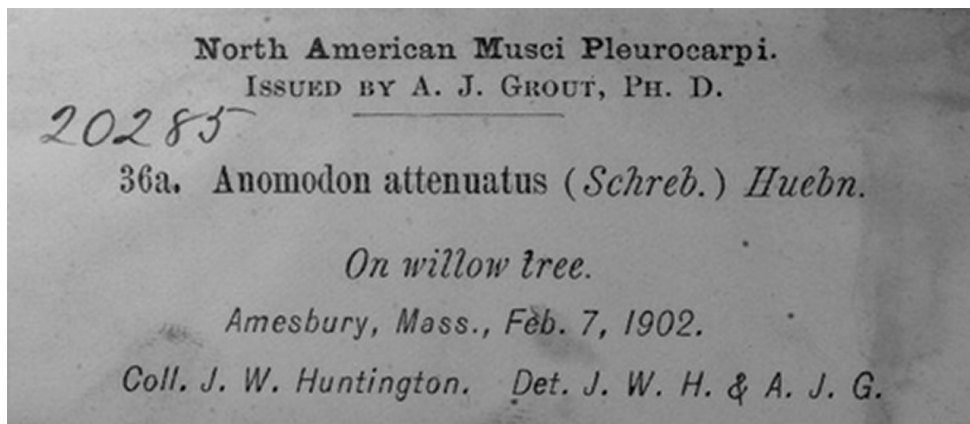 North American Musci Pleurocarpi.
Issued by A. J. Grout, Ph. D.
20285
36a. Anomodon attenuatus (Schreb.) Huebn.
On willow tree.
Amesbury, Mass., Feb. 7, 1902.
Coll. J. W. Huntington. Det. J. W. H. & A. J. G.